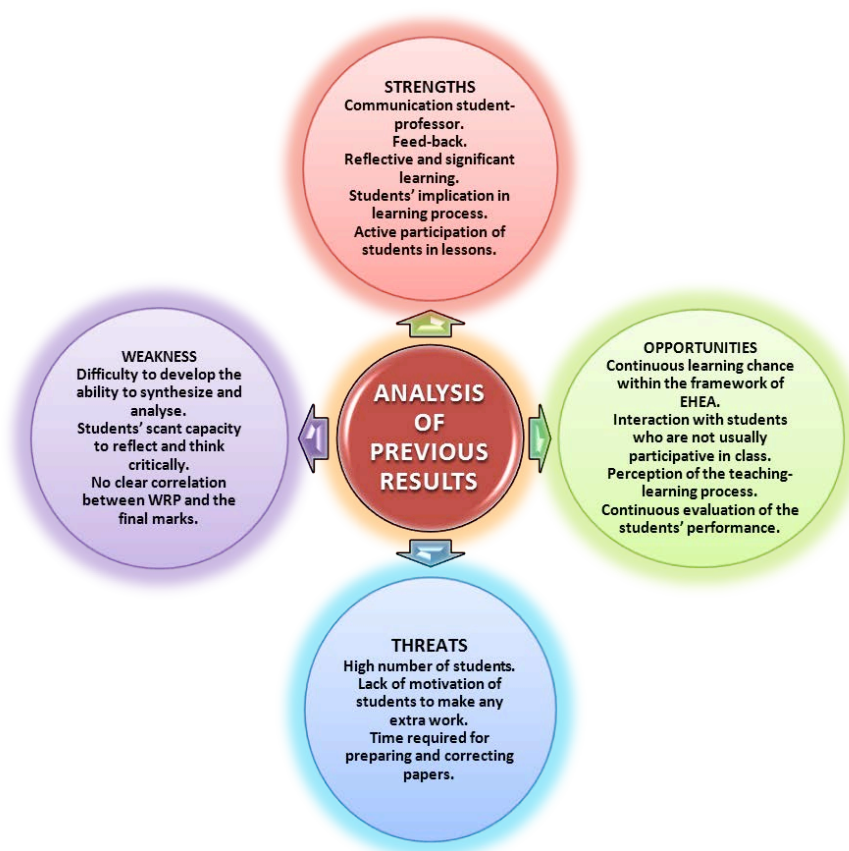 STRENGTHS
Communication student-
professor.
Feed-back.
Reflective and significant
learning.
Students’ implication in
learning process.
Active participation of
students in lessons.
WEAKNESS
Difficulty to develop the
ability to synthesize and
analyse.
Students’ scant capacity
to reflect and think
critically.
No clear correlation
between WRP and the
final marks.
ANALYSIS
OF
PREVIOUS
RESULTS
OPPORTUNITIES
Continuous learning chance
within the framework of
EHEA.
Interaction with students
who are not usually
participative in class.
Perception of the teaching-
learning process.
Continuous evaluation of the
students’ performance.
THREATS
High number of students.
Lack of motivation of
students to make any
extra work.
Time required for
preparing and correcting
papers.